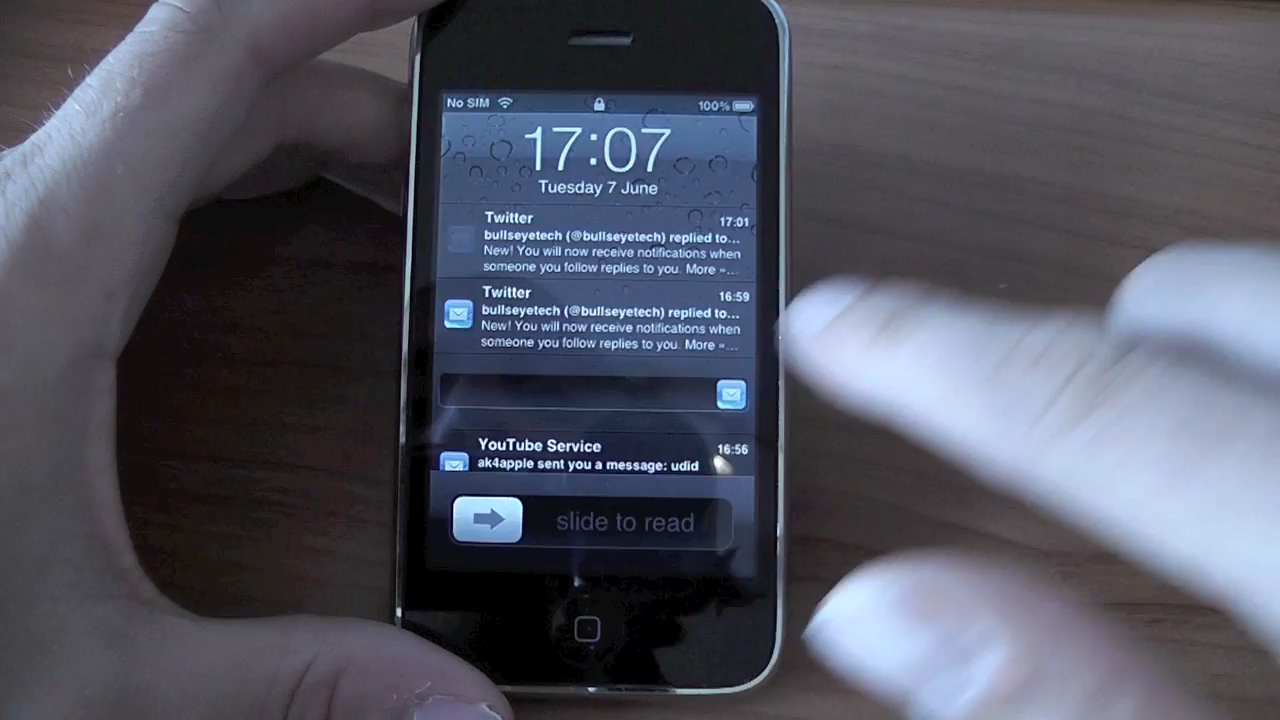 No SIM 100%
17:07
Tuesday 7 June
Twitter 17:01
bullseyetech (@bullseyetech) replied to...
New! You will now receive notifications when
someone you follow replies to you. More »...
Twitter 16:59
bullseyetech (@bullseyetech) replied to...
New! You will now receive notifications when
someone you follow replies to you. More »...
YouTube Service 16:56
ak4apple sent you a message: udid
slide to read